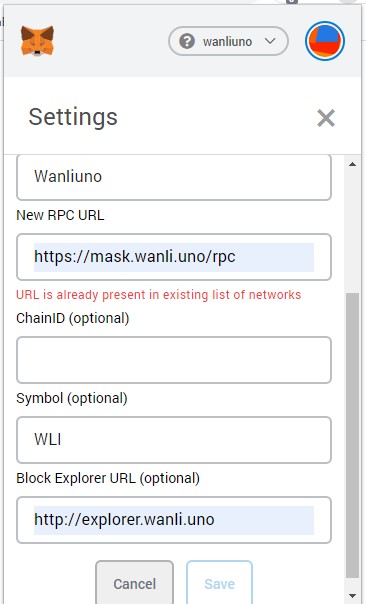 wanliuno
Settings
Wanliuno
New RPC URL
https://mask.wanli.uno/rpc
URL is already present in existing list of networks
ChainID (optional)
Symbol (optional)
WLI
Block Explorer URL (optional)
http://explorer.wanli.uno
Cancel
Save